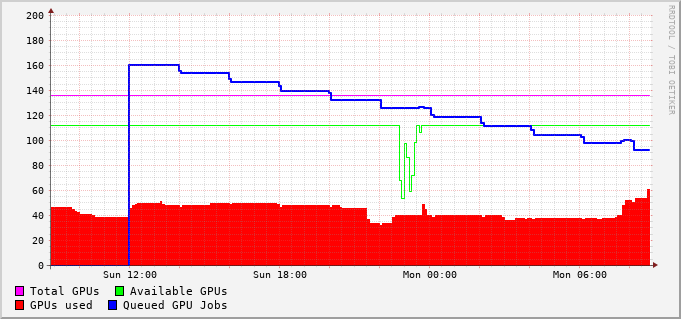 200
180
160
140
120
100
80
60
40
20
0
Sun 12:00 Sun 18:00 Mon 00:00 Mon 06:00
Total GPUs Available GPUs
GPUs used Queued GPU Jobs
RRDTOOL / TOBI OETIKER